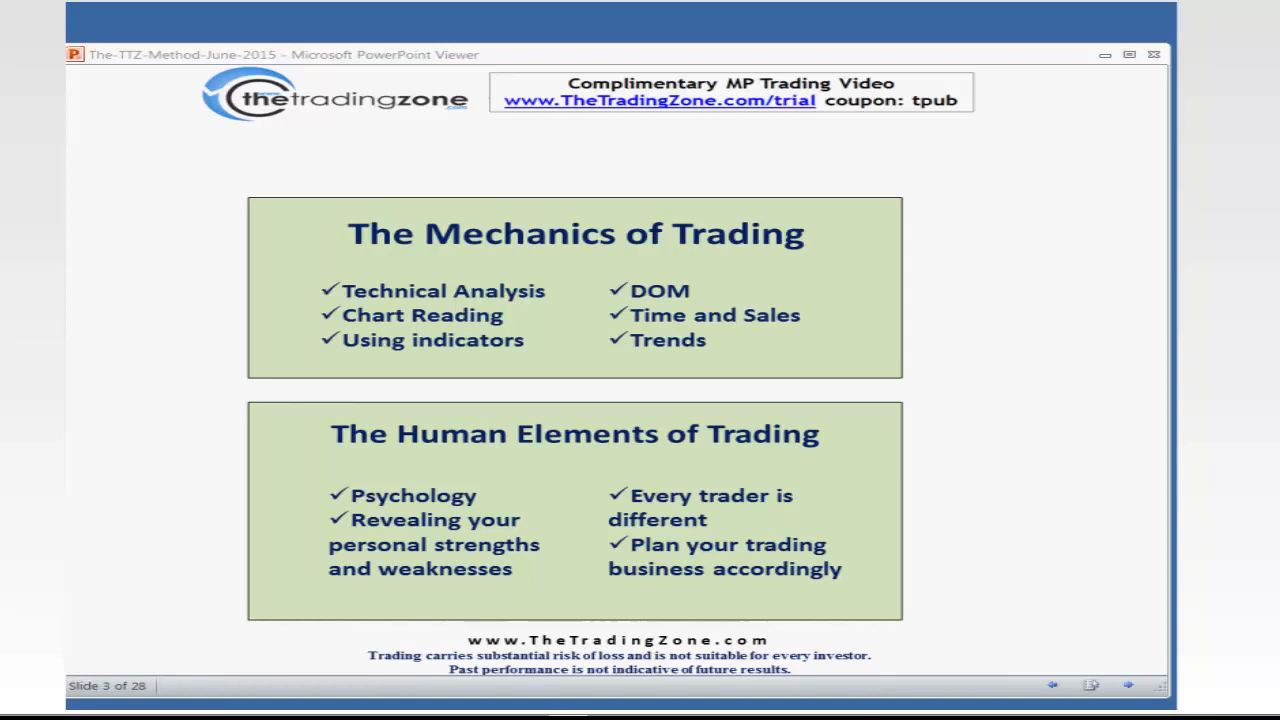 The-TTZ-Method-June-2015 - Microsoft PowerPoint Viewer
thetradingzone
.com
Complimentary MP Trading Video
www.TheTradingZone.com/trial coupon: tpub
The Mechanics of Trading
✓Technical Analysis
✓Chart Reading
✓Using indicators
✓DOM
✓Time and Sales
✓Trends
The Human Elements of Trading
✓Psychology
✓Revealing your
personal strengths
and weaknesses
✓Every trader is
different
✓Plan your trading
business accordingly
www.TheTradingZone.com
Trading carries substantial risk of loss and is not suitable for every investor.
Past performance is not indicative of future results.
Slide 3 of 28